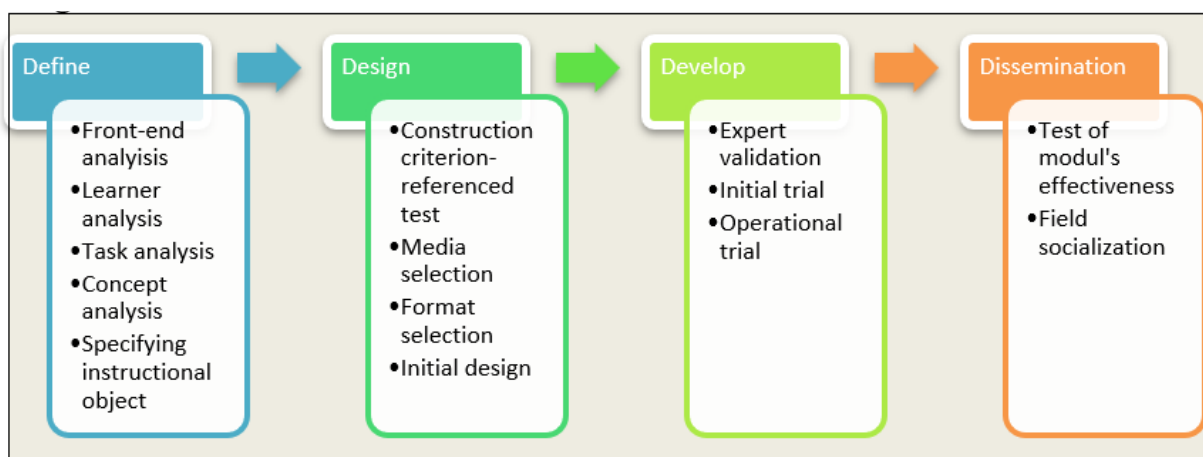 Define
•Front-end
analyisis
•Learner
analysis
•Task analysis
•Concept
analysis
•Specifying
instructional
object
Design
•Construction
criterion-
referenced
test
•Media
selection
•Format
selection
•Initial design
Develop
•Expert
validation
•Initial trial
•Operational
trial
Dissemination
•Test of
modul's
effectiveness
•Field
socialization